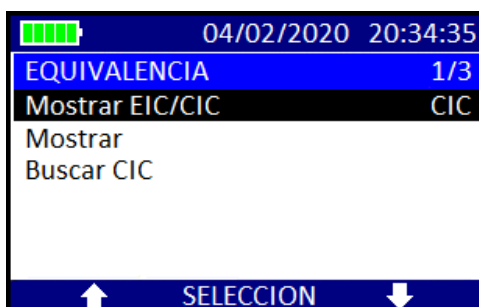 04/02/2020 20:34:35
EQUIVALENCIA 1/3
Mostrar EIC/CIC CIC
Mostrar
Buscar CIC
SELECCION